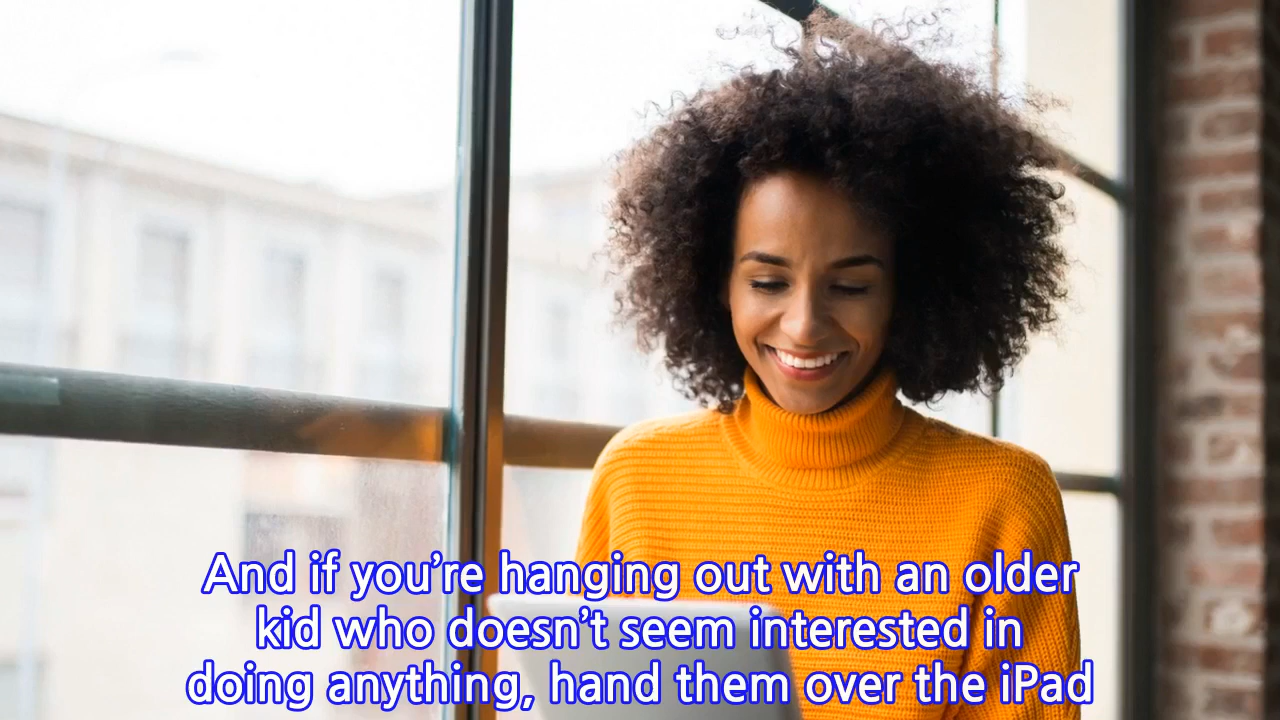 And if you’re hanging out with an older
kid who doesn’t seem interested in
doing anything, hand them over the iPad